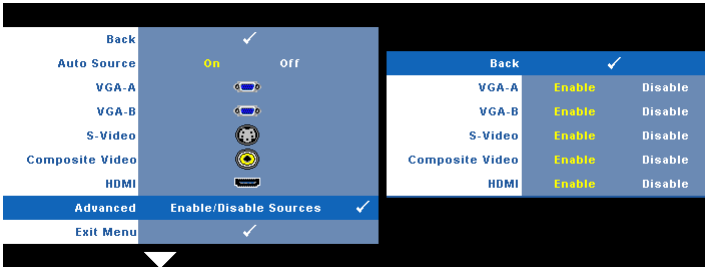 Back
Auto Source On Off
VGA-A
VGA-B
S-Video
Composite Video
HDMI
Advanced Enable/Disable Sources
Exit Menu
Back
VGA-A Enable Disable
VGA-B Enable Disable
S-Video Enable Disable
Composite Video Enable Disable
HDMI Enable Disable